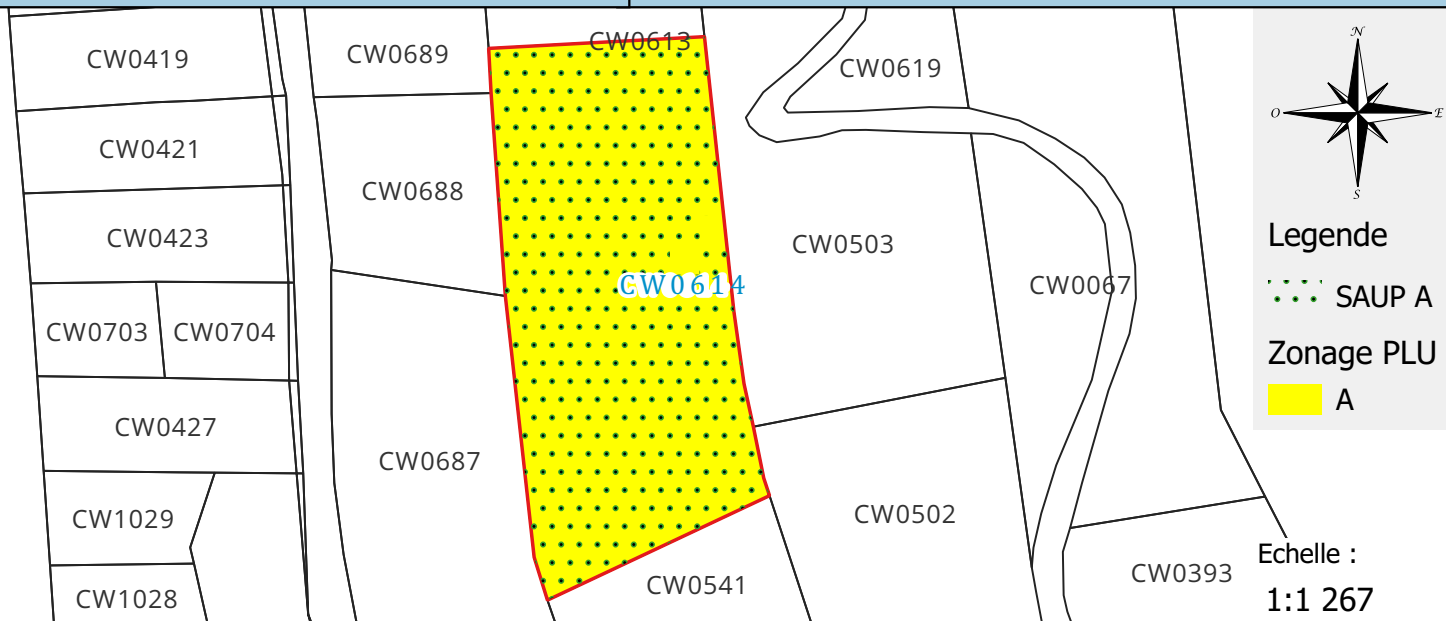 CW0613
CW0419
CW0689
CW0619
N
O
E
S
CW0421
CW0688
CW0423
CW0503
Legende
CW0614
CW0067
SAUP A
CW0703
CW0704
Zonage PLU
A
CW0427
CW0687
CW1029
CW0502
Echelle :
CW0541
CW0393
CW1028
1:1 267